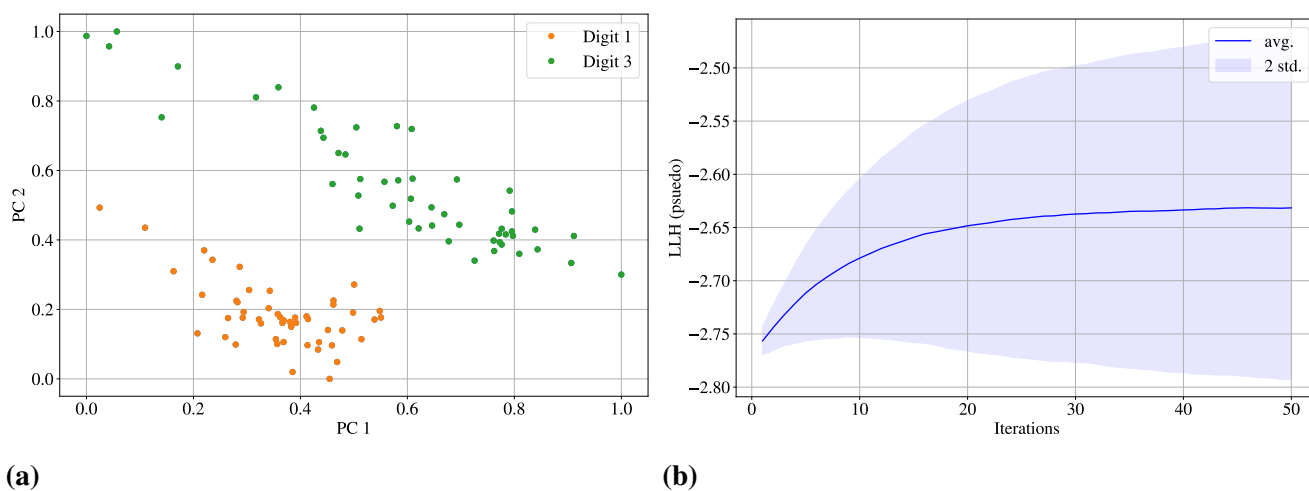 1.0
0.8
0.6
0.4
0.2
0.0
PC 2
0.0 0.2 0.4 0.6 0.8 1.0
PC 1
Digit 1
Digit 3
(a)
−2.50
−2.55
−2.60
−2.65
−2.70
−2.75
−2.80
LLH (psuedo)
0 10 20 30 40 50
Iterations
avg.
2 std.
(b)